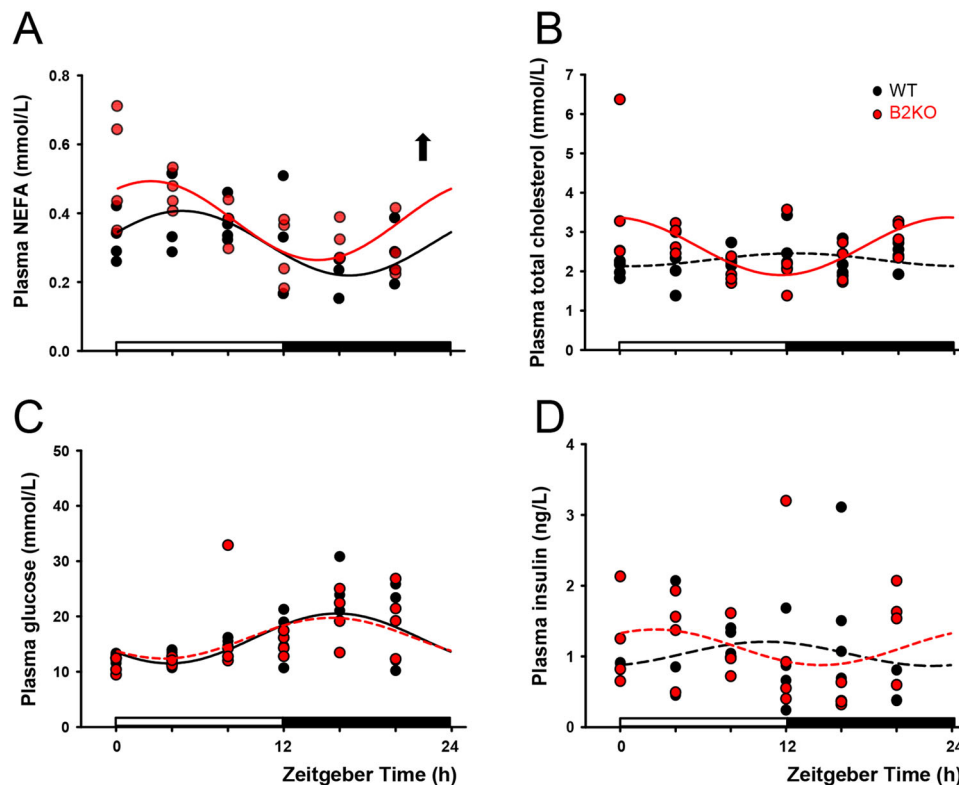 A
Plasma NEFA (mmol/L)
0.8
0.6
0.4
0.2
0.0
B
Plasma total cholesterol (mmol/L)
7
6
5
4
3
2
1
0
WT
B2KO
C
Plasma glucose (mmol/L)
50
40
30
20
10
0
0
12
24
Zeitgeber Time (h)
D
Plasma insulin (ng/L)
4
3
2
1
0
0
12
24
Zeitgeber Time (h)